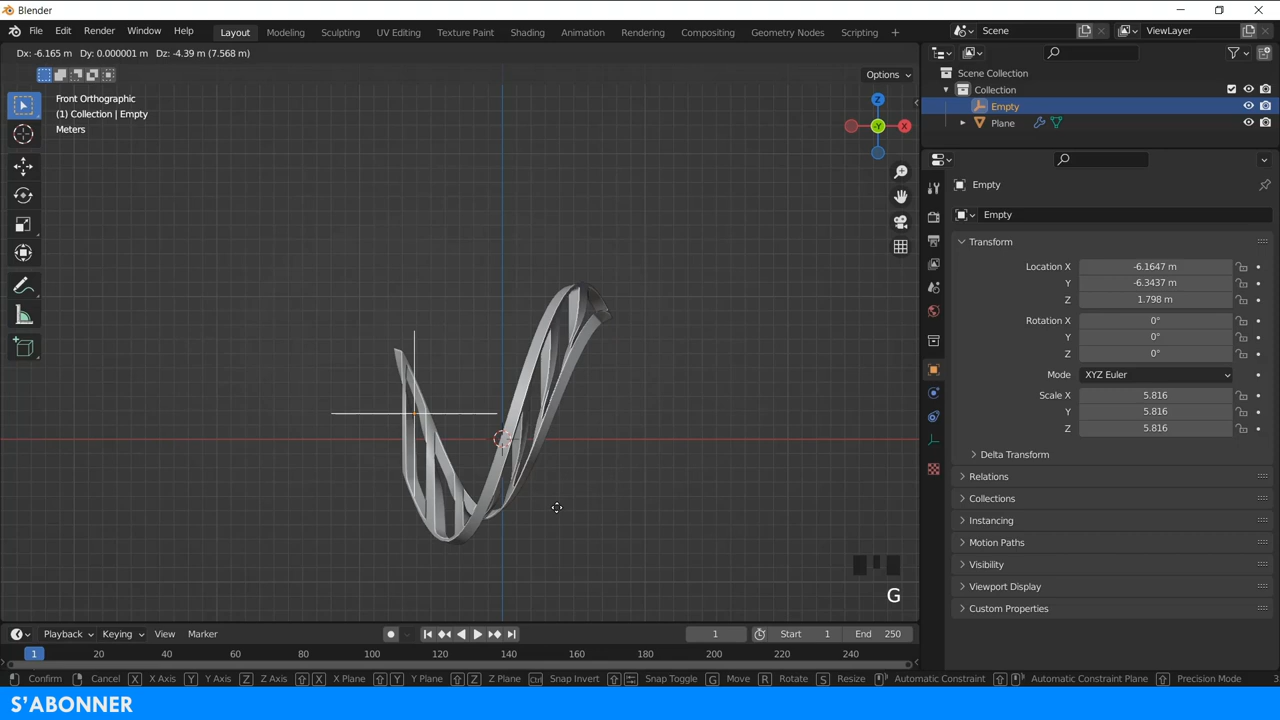 Blender
File Edit Render Window Help Layout Modeling Sculpting UV Editing Texture Paint Shading Animation Rendering Compositing Geometry Nodes Scripting + Scene ViewLayer
Dx: -6.165 m Dy: 0.000001 m Dz: -4.39 m (7.568 m)
Options
Front Orthographic
(1) Collection | Empty
Meters
Z
-Y
X
Scene Collection
Collection
Empty
Plane
Empty
Empty
Transform
Location X -6.1647 m
Y -6.3437 m
Z 1.798 m
Rotation X 0°
Y 0°
Z 0°
Mode XYZ Euler
Scale X 5.816
Y 5.816
Z 5.816
Delta Transform
Relations
Collections
Instancing
Motion Paths
Visibility
Viewport Display
Custom Properties
G
Playback Keying View Marker 1 Start 1 End 250
1 20 40 60 80 100 120 140 160 180 200 220 240
Confirm Cancel X X Axis Y Y Axis Z Z Axis X X Plane Y Y Plane Z Z Plane Ctrl Snap Invert Snap Toggle G Move R Rotate S Resize Automatic Constraint Automatic Constraint Plane Precision Mode 3
S'ABONNER